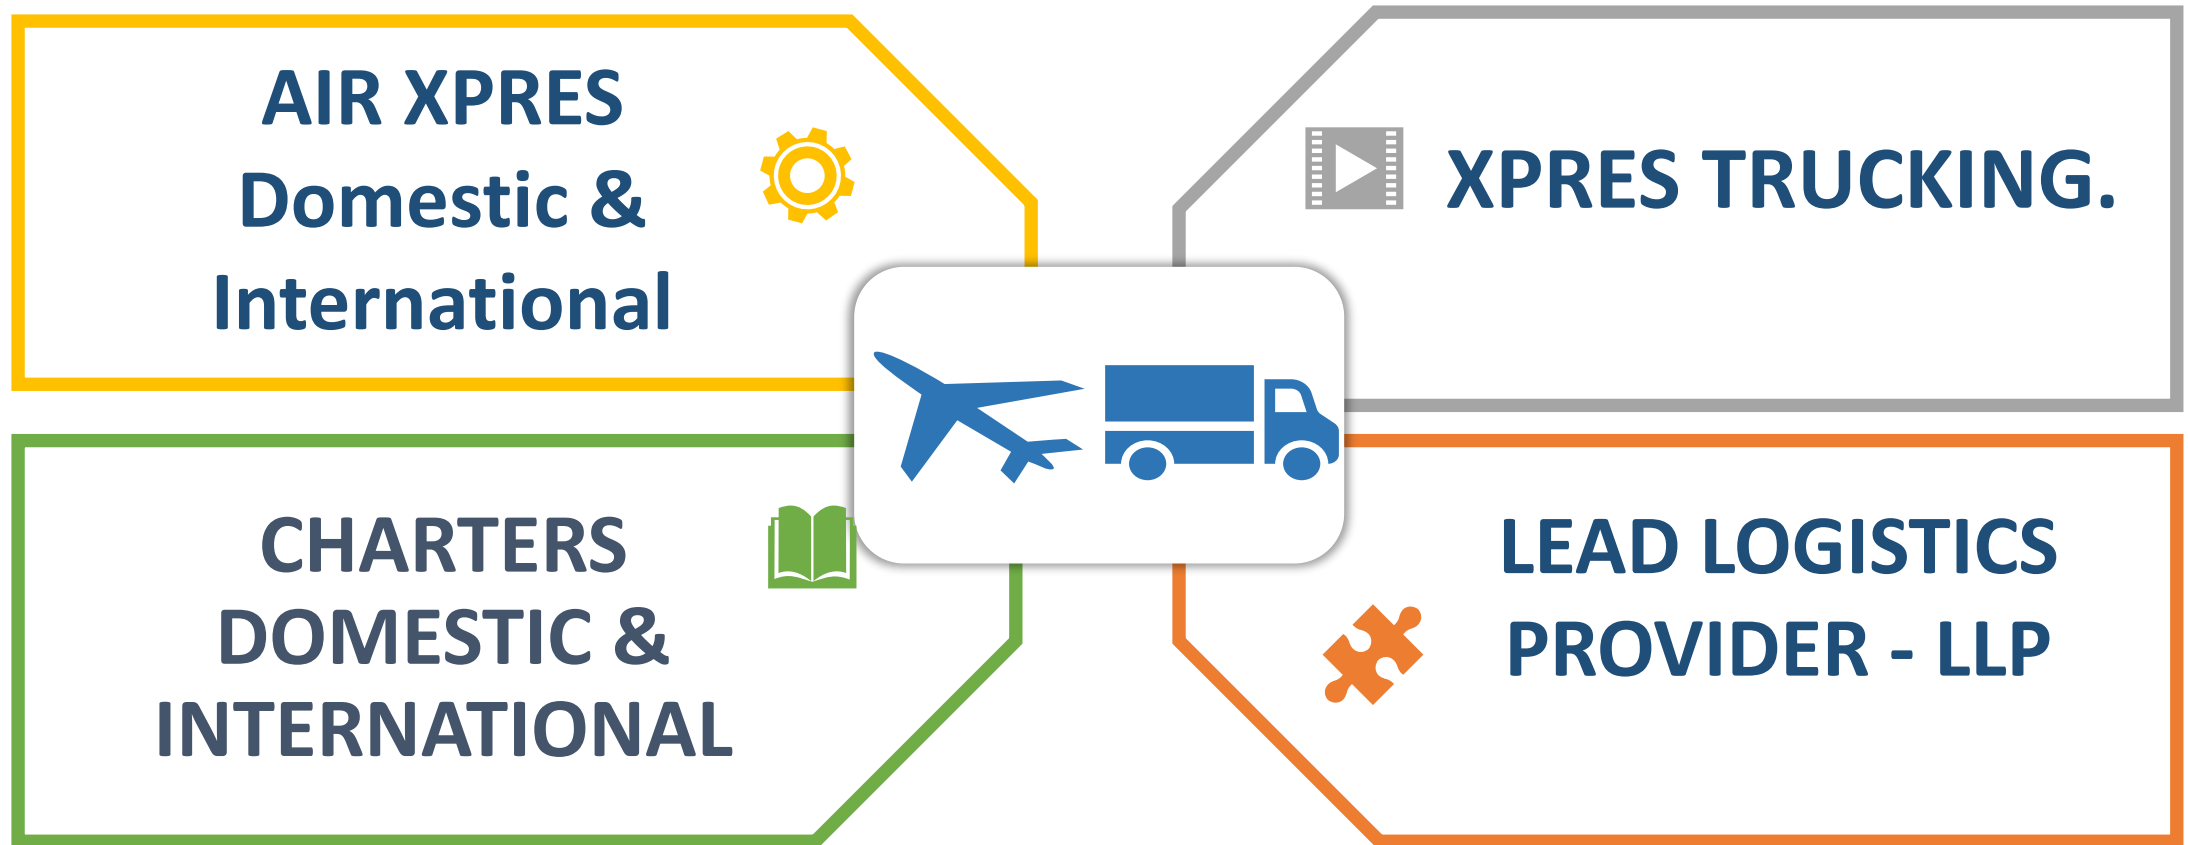 AIR XPRES
Domestic &
International
XPRES TRUCKING.
CHARTERS
DOMESTIC &
INTERNATIONAL
LEAD LOGISTICS
PROVIDER - LLP